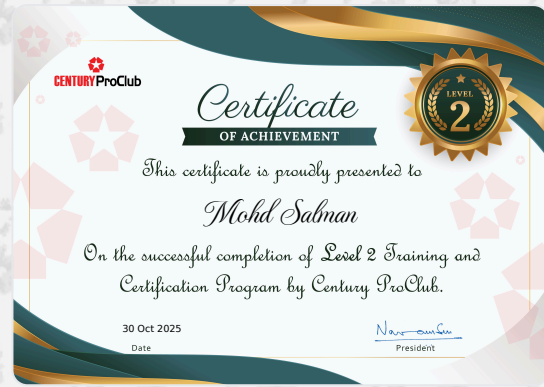 CENTURY ProClub
Certificate
OF ACHIEVEMENT
LEVEL
2
This certificate is proudly presented to
Mohd Salman
On the successful completion of Level 2 Training and
Certification Program by Century ProClub.
30 Oct 2025
Date
President